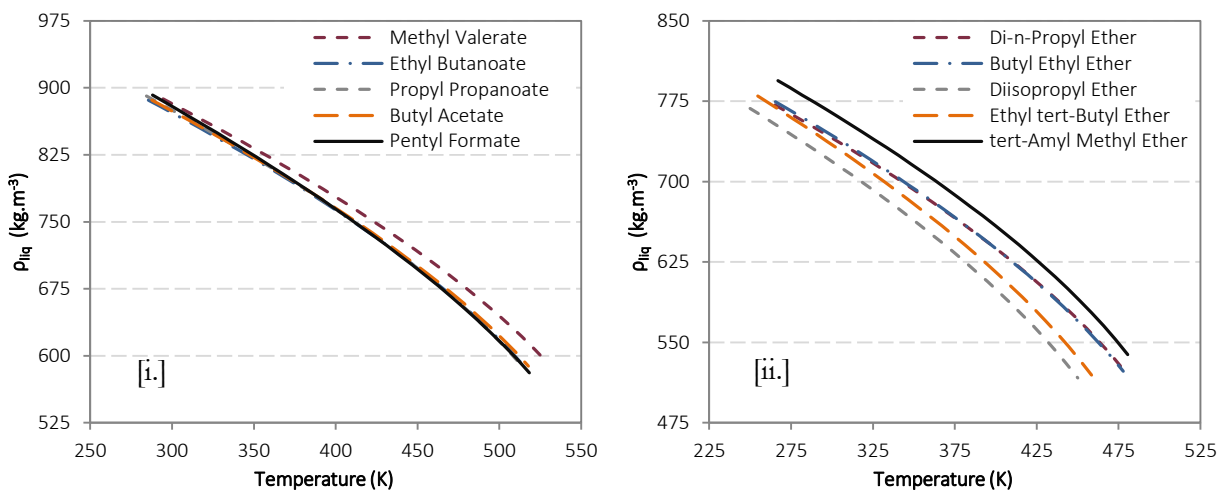 975
900
825
750
675
600
525
250
300
350
400
450
500
550
ρliq (kg.m-3)
Temperature (K)
Methyl Valerate
Ethyl Butanoate
Propyl Propanoate
Butyl Acetate
Pentyl Formate
[i.]
850
775
700
625
550
475
225
275
325
375
425
475
525
ρliq (kg.m-3)
Temperature (K)
Di-n-Propyl Ether
Butyl Ethyl Ether
Diisopropyl Ether
Ethyl tert-Butyl Ether
tert-Amyl Methyl Ether
[ii.]